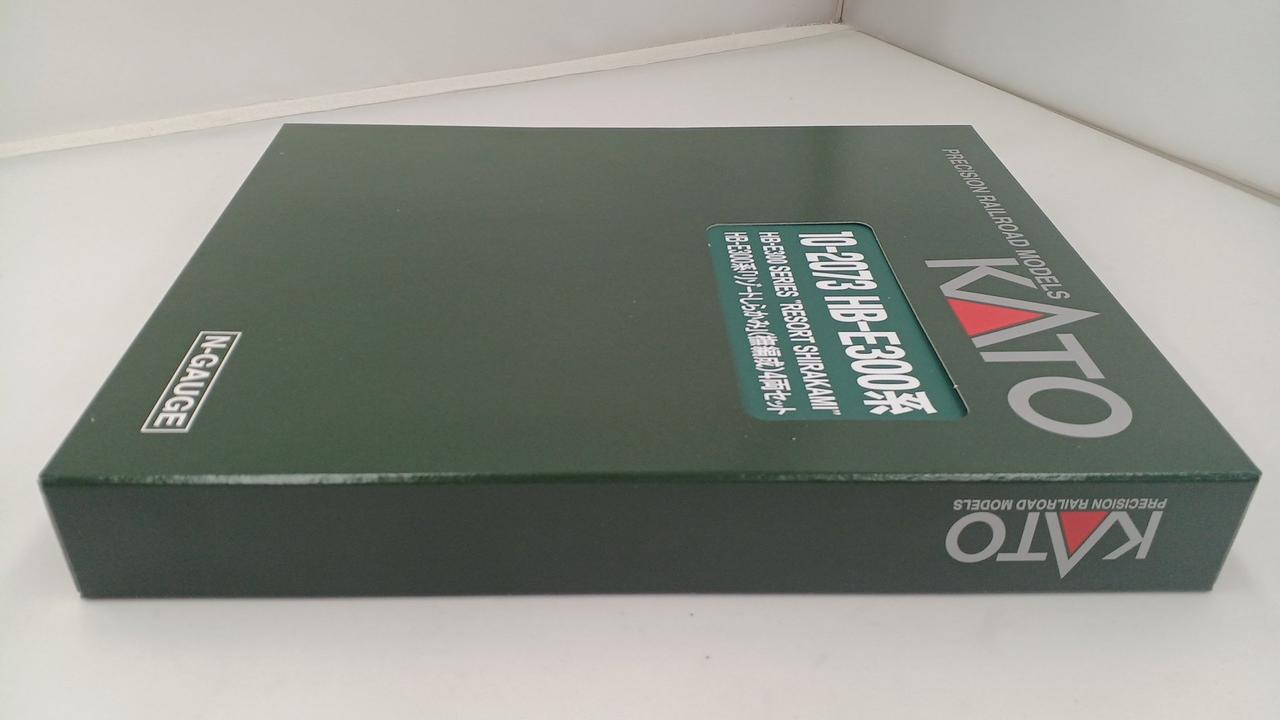 PRECISION RAILROAD MODELS
KATO
10-2073 HB-E300系
HB-E300 SERIES "RESORT SHIRAKAMI"
HB-E300系「リゾートしらかみ」(橅編成)4両セット
N-GAUGE
KATO
PRECISION RAILROAD MODELS